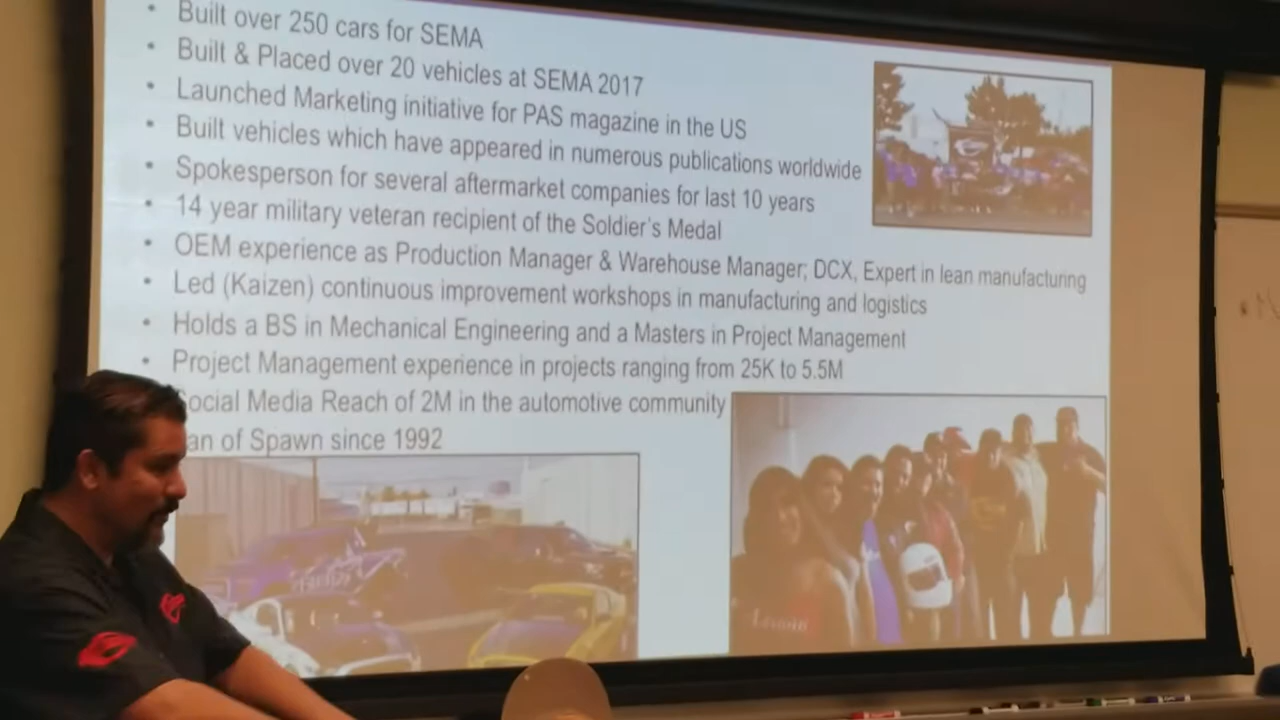 • Built over 250 cars for SEMA
• Built & Placed over 20 vehicles at SEMA 2017
• Launched Marketing initiative for PAS magazine in the US
• Built vehicles which have appeared in numerous publications worldwide
• Spokesperson for several aftermarket companies for last 10 years
• 14 year military veteran recipient of the Soldier's Medal
• OEM experience as Production Manager & Warehouse Manager; DCX, Expert in lean manufacturing
• Led (Kaizen) continuous improvement workshops in manufacturing and logistics
• Holds a BS in Mechanical Engineering and a Masters in Project Management
• Project Management experience in projects ranging from 25K to 5.5M
Social Media Reach of 2M in the automotive community
an of Spawn since 1992